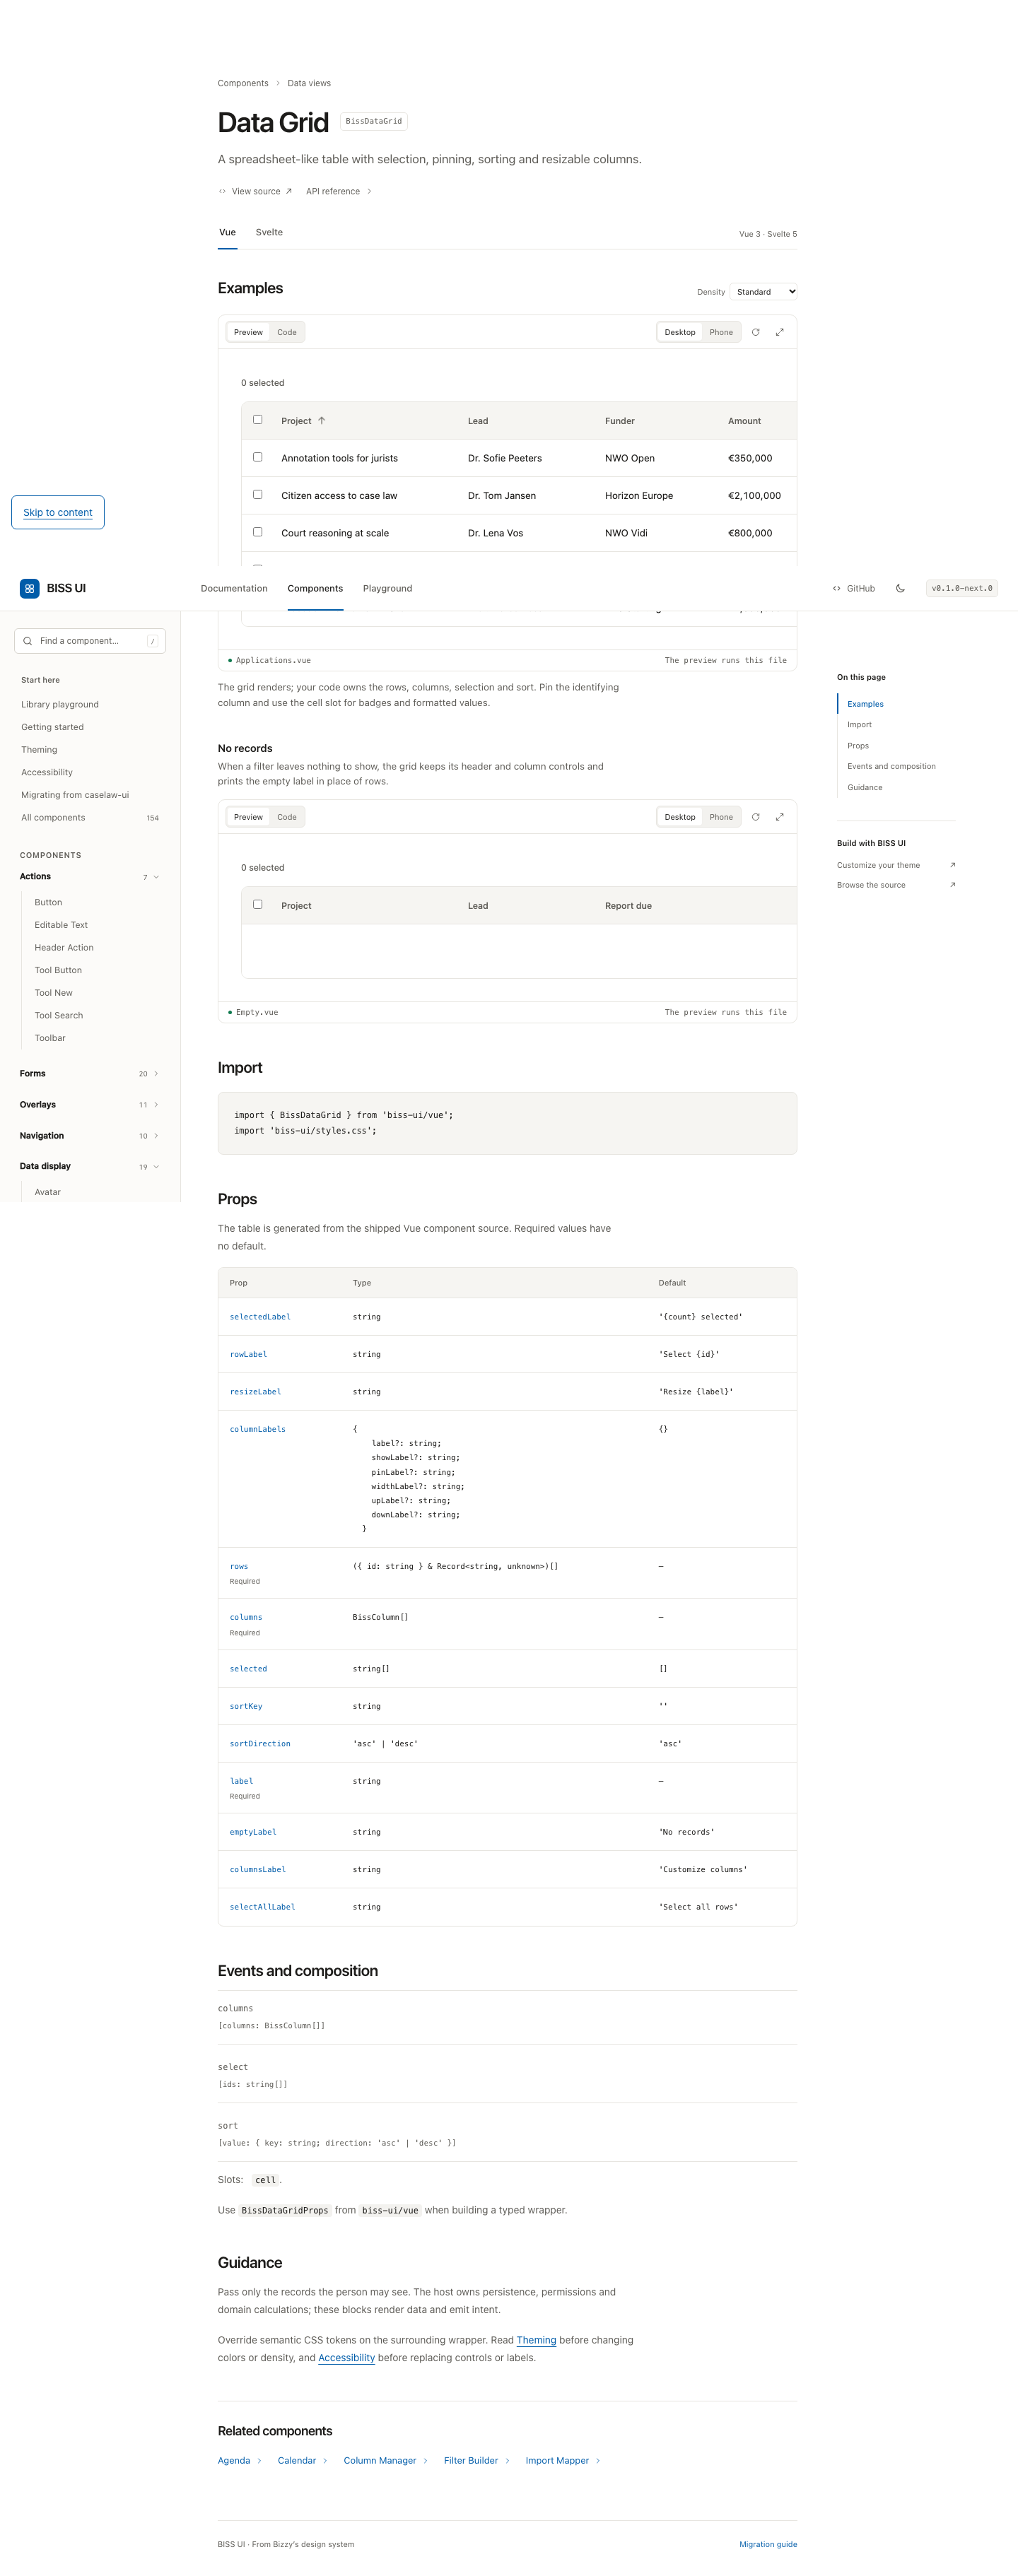 Components > Data views
Data Grid BissDataGrid
A spreadsheet-like table with selection, pinning, sorting and resizable columns.
View source API reference
Vue Svelte Vue 3 · Svelte 5
Examples Density Standard
Preview Code Desktop Phone
0 selected
Project Lead Funder Amount
Annotation tools for jurists Dr. Sofie Peeters NWO Open €350,000
Citizen access to case law Dr. Tom Jansen Horizon Europe €2,100,000
Skip to content
Court reasoning at scale Dr. Lena Vos NWO Vidi €800,000
BISS UI Documentation Components Playground GitHub v0.1.0-next.0
Find a component... /
Applications.vue The preview runs this file
The grid renders; your code owns the rows, columns, selection and sort. Pin the identifying
column and use the cell slot for badges and formatted values.
Start here
Library playground
Getting started
Theming
Accessibility
Migrating from caselaw-ui
All components 154
COMPONENTS
Actions 7
Button
Editable Text
Header Action
Tool Button
Tool New
Tool Search
Toolbar
Forms 20
Overlays 11
Navigation 10
Data display 19
Avatar
On this page
Examples
Import
Props
Events and composition
Guidance
Build with BISS UI
Customize your theme
Browse the source
No records
When a filter leaves nothing to show, the grid keeps its header and column controls and
prints the empty label in place of rows.
Preview Code Desktop Phone
0 selected
Project Lead Report due
Empty.vue The preview runs this file
Import
import { BissDataGrid } from 'biss-ui/vue';
import 'biss-ui/styles.css';
Props
The table is generated from the shipped Vue component source. Required values have
no default.
Prop Type Default
selectedLabel string '{count} selected'
rowLabel string 'Select {id}'
resizeLabel string 'Resize {label}'
columnLabels { {}
label?: string;
showLabel?: string;
pinLabel?: string;
widthLabel?: string;
upLabel?: string;
downLabel?: string;
}
rows ({ id: string } & Record<string, unknown>)[] —
Required
columns BissColumn[] —
Required
selected string[] []
sortKey string ''
sortDirection 'asc' | 'desc' 'asc'
label string —
Required
emptyLabel string 'No records'
columnsLabel string 'Customize columns'
selectAllLabel string 'Select all rows'
Events and composition
columns
[columns: BissColumn[]]
select
[ids: string[]]
sort
[value: { key: string; direction: 'asc' | 'desc' }]
Slots: cell.
Use BissDataGridProps from biss-ui/vue when building a typed wrapper.
Guidance
Pass only the records the person may see. The host owns persistence, permissions and
domain calculations; these blocks render data and emit intent.
Override semantic CSS tokens on the surrounding wrapper. Read Theming before changing
colors or density, and Accessibility before replacing controls or labels.
Related components
Agenda Calendar Column Manager Filter Builder Import Mapper
BISS UI · From Bizzy's design system Migration guide